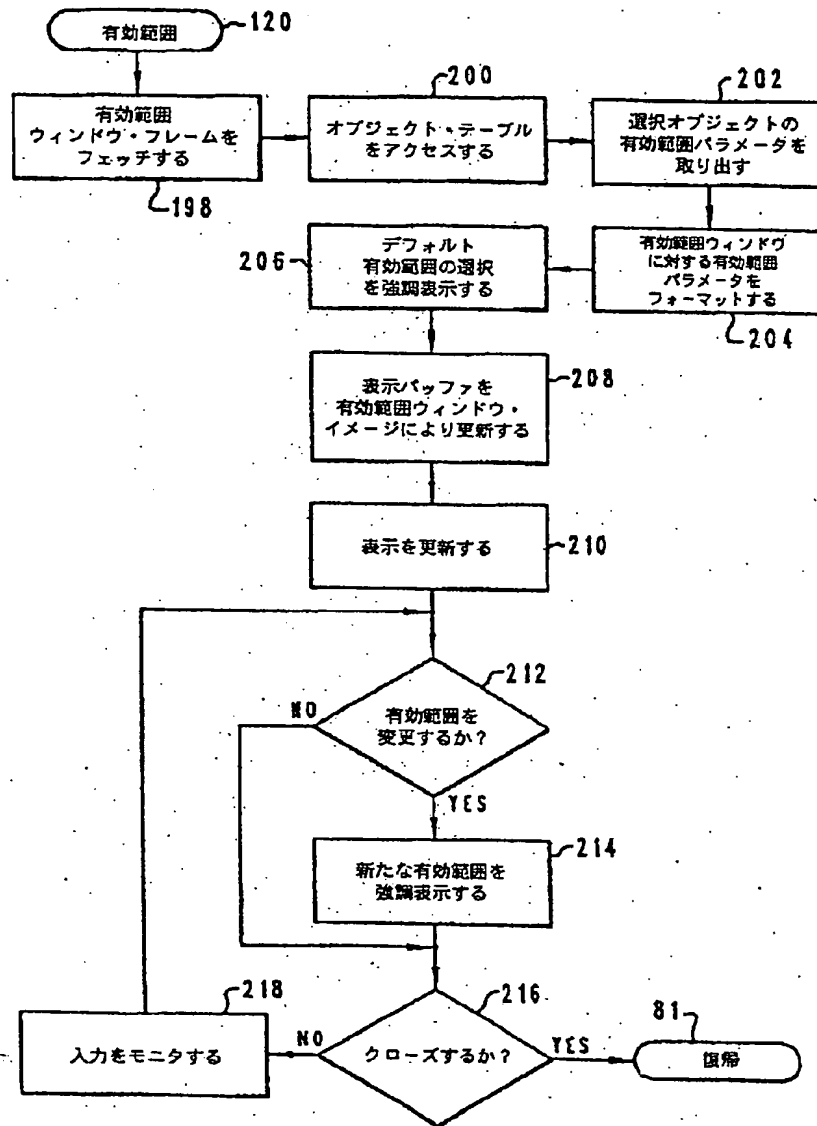 有効範囲
120
有効範囲
ウィンドウ・フレームを
フェッチする
198
200
オブジェクト・テーブル
をアクセスする
202
選択オブジェクトの
有効範囲パラメータを
取り出す
有効範囲ウィンドウ
に対する有効範囲
パラメータを
フォーマットする
204
206
デフォルト
有効範囲の選択
を強調表示する
表示バッファを
有効範囲ウィンドウ・
イメージにより更新する
208
表示を更新する
210
212
有効範囲を
変更するか?
NO
YES
214
新たな有効範囲を
強調表示する
216
クローズするか?
NO
YES
218
入力をモニタする
81
復帰